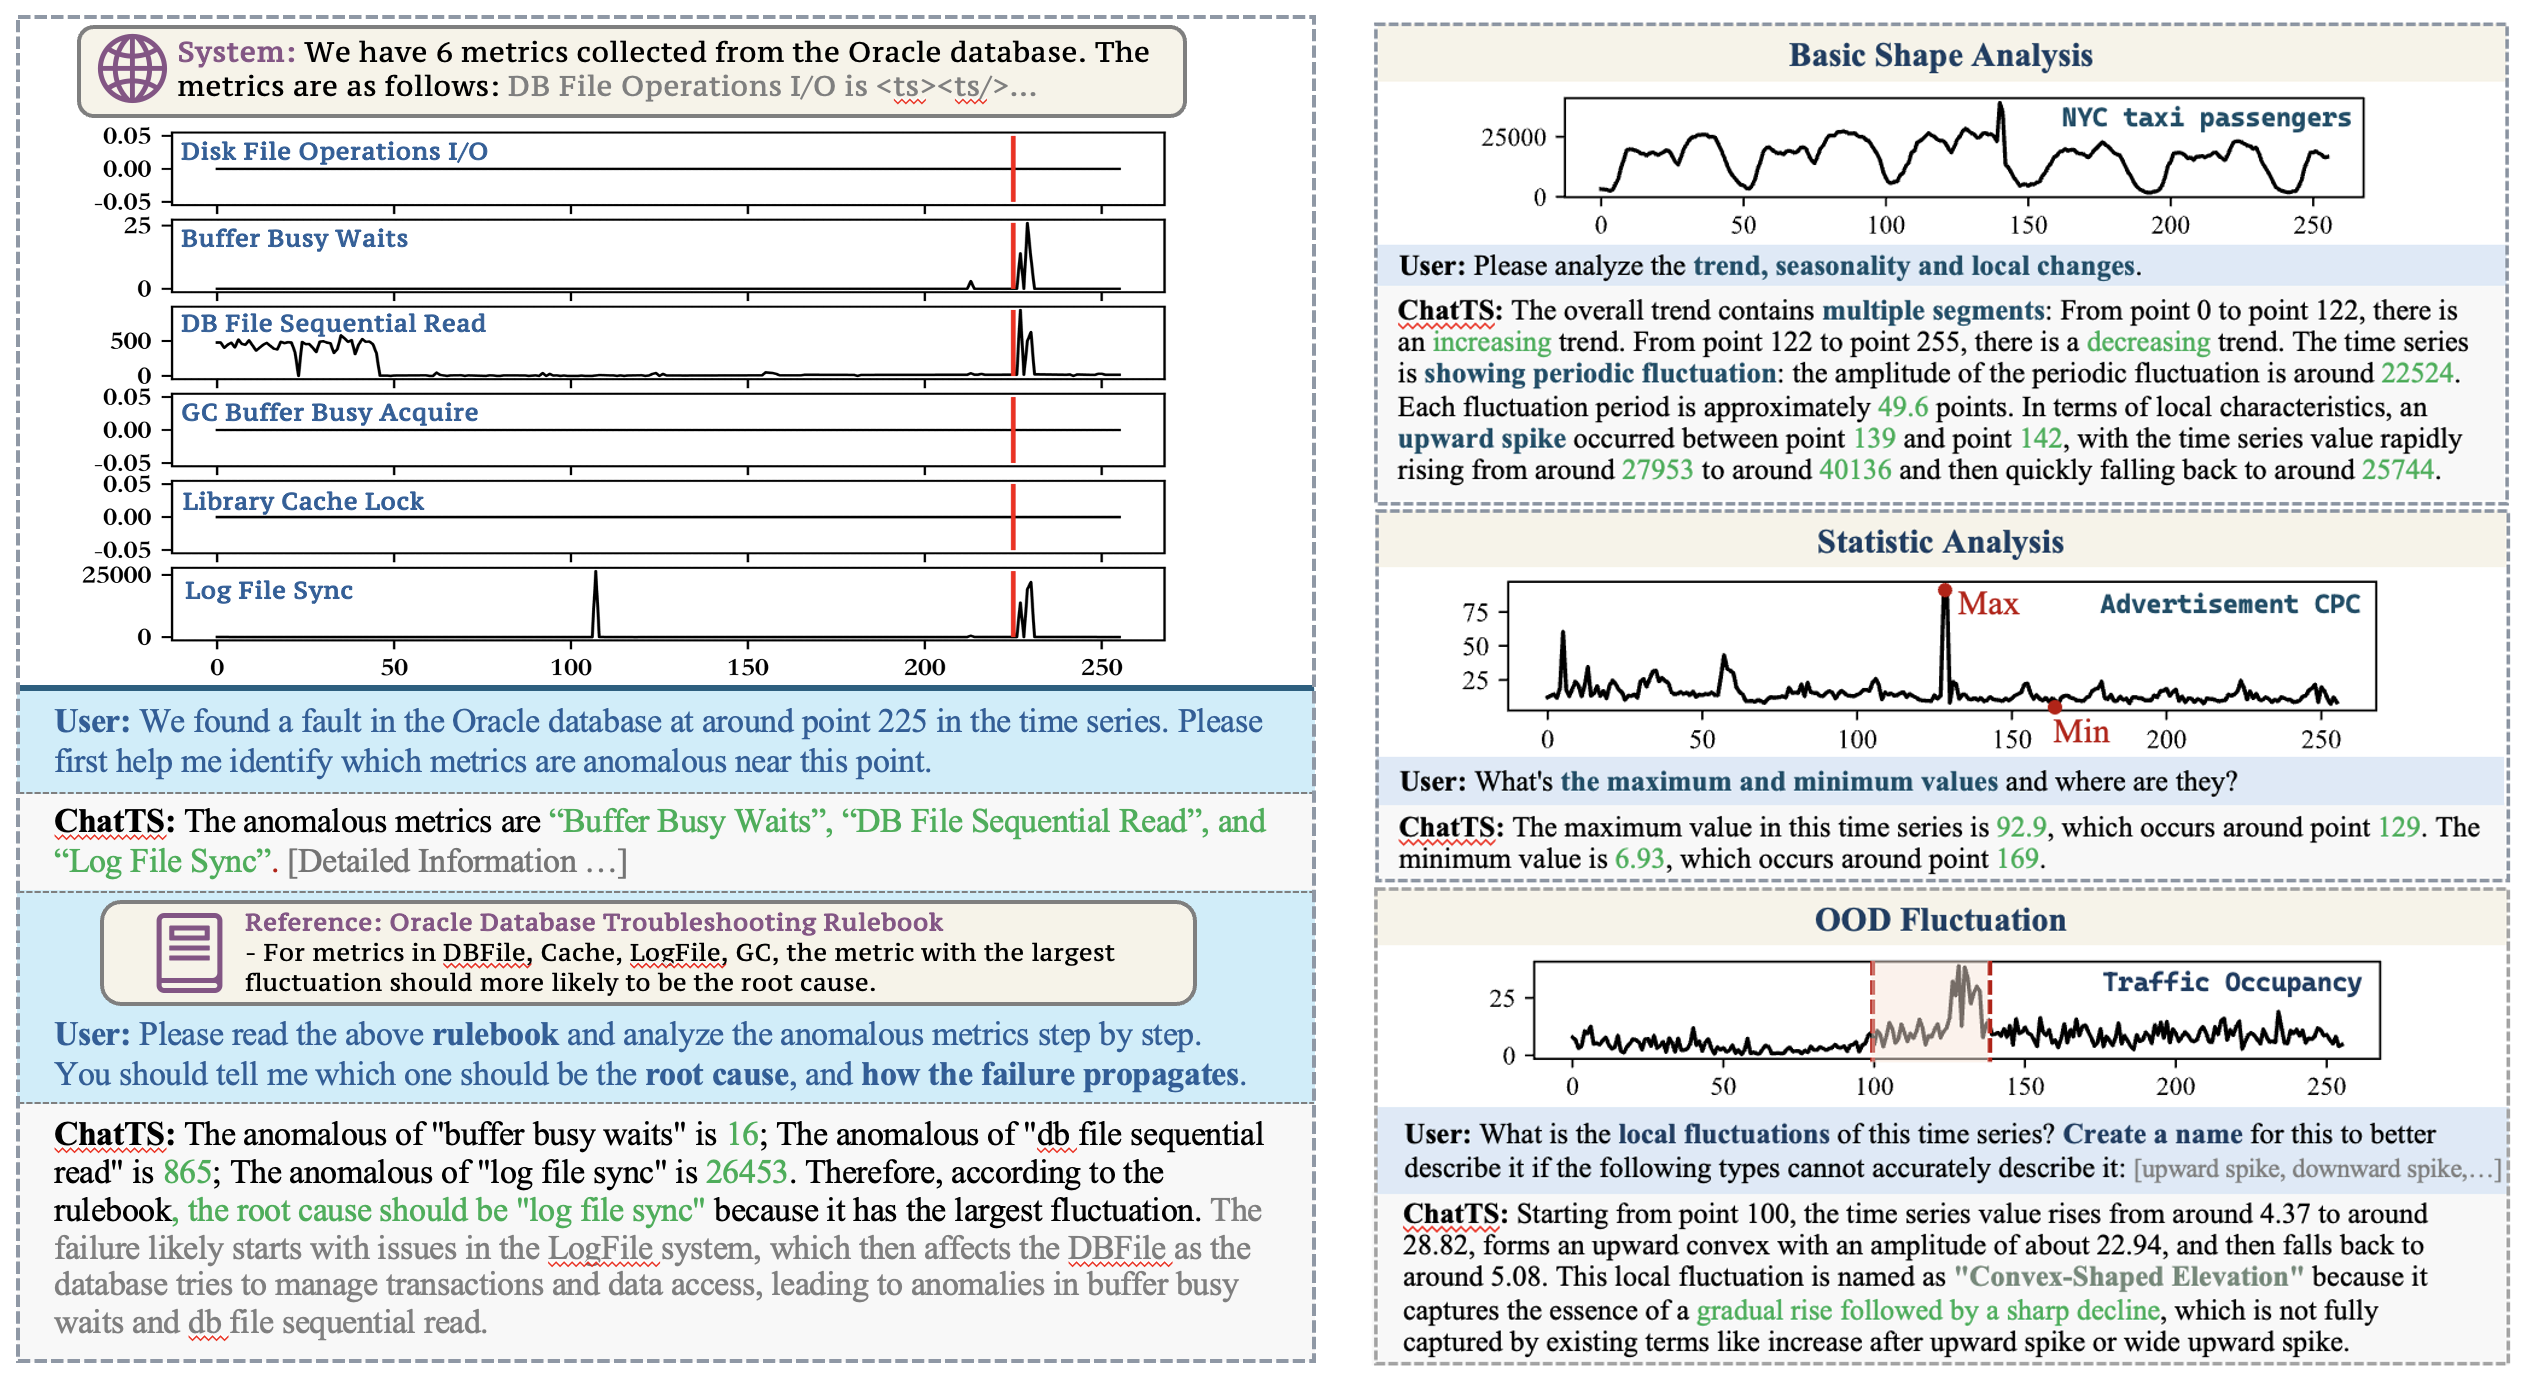 System: We have 6 metrics collected from the Oracle database. The
metrics are as follows: DB File Operations I/O is <ts><ts/>...
0.05
Disk File Operations I/O
0.00
-0.05
25
Buffer Busy Waits
0
DB File Sequential Read
500
0
0.05
GC Buffer Busy Acquire
0.00
-0.05
0.05
Library Cache Lock
0.00
-0.05
25000
Log File Sync
0
0 50 100 150 200 250
User: We found a fault in the Oracle database at around point 225 in the time series. Please
first help me identify which metrics are anomalous near this point.
ChatTS: The anomalous metrics are “Buffer Busy Waits”, “DB File Sequential Read”, and
“Log File Sync”. [Detailed Information …]
Reference: Oracle Database Troubleshooting Rulebook
- For metrics in DBFile, Cache, LogFile, GC, the metric with the largest
fluctuation should more likely to be the root cause.
User: Please read the above rulebook and analyze the anomalous metrics step by step.
You should tell me which one should be the root cause, and how the failure propagates.
ChatTS: The anomalous of "buffer busy waits" is 16; The anomalous of "db file sequential
read" is 865; The anomalous of "log file sync" is 26453. Therefore, according to the
rulebook, the root cause should be "log file sync" because it has the largest fluctuation. The
failure likely starts with issues in the LogFile system, which then affects the DBFile as the
database tries to manage transactions and data access, leading to anomalies in buffer busy
waits and db file sequential read.
Basic Shape Analysis
NYC taxi passengers
25000
0
0 50 100 150 200 250
User: Please analyze the trend, seasonality and local changes.
ChatTS: The overall trend contains multiple segments: From point 0 to point 122, there is
an increasing trend. From point 122 to point 255, there is a decreasing trend. The time series
is showing periodic fluctuation: the amplitude of the periodic fluctuation is around 22524.
Each fluctuation period is approximately 49.6 points. In terms of local characteristics, an
upward spike occurred between point 139 and point 142, with the time series value rapidly
rising from around 27953 to around 40136 and then quickly falling back to around 25744.
Statistic Analysis
75
Max
Advertisement CPC
50
25
Min
0 50 100 150 200 250
User: What's the maximum and minimum values and where are they?
ChatTS: The maximum value in this time series is 92.9, which occurs around point 129. The
minimum value is 6.93, which occurs around point 169.
OOD Fluctuation
Traffic Occupancy
25
0
0 50 100 150 200 250
User: What is the local fluctuations of this time series? Create a name for this to better
describe it if the following types cannot accurately describe it: [upward spike, downward spike,…]
ChatTS: Starting from point 100, the time series value rises from around 4.37 to around
28.82, forms an upward convex with an amplitude of about 22.94, and then falls back to
around 5.08. This local fluctuation is named as "Convex-Shaped Elevation" because it
captures the essence of a gradual rise followed by a sharp decline, which is not fully
captured by existing terms like increase after upward spike or wide upward spike.